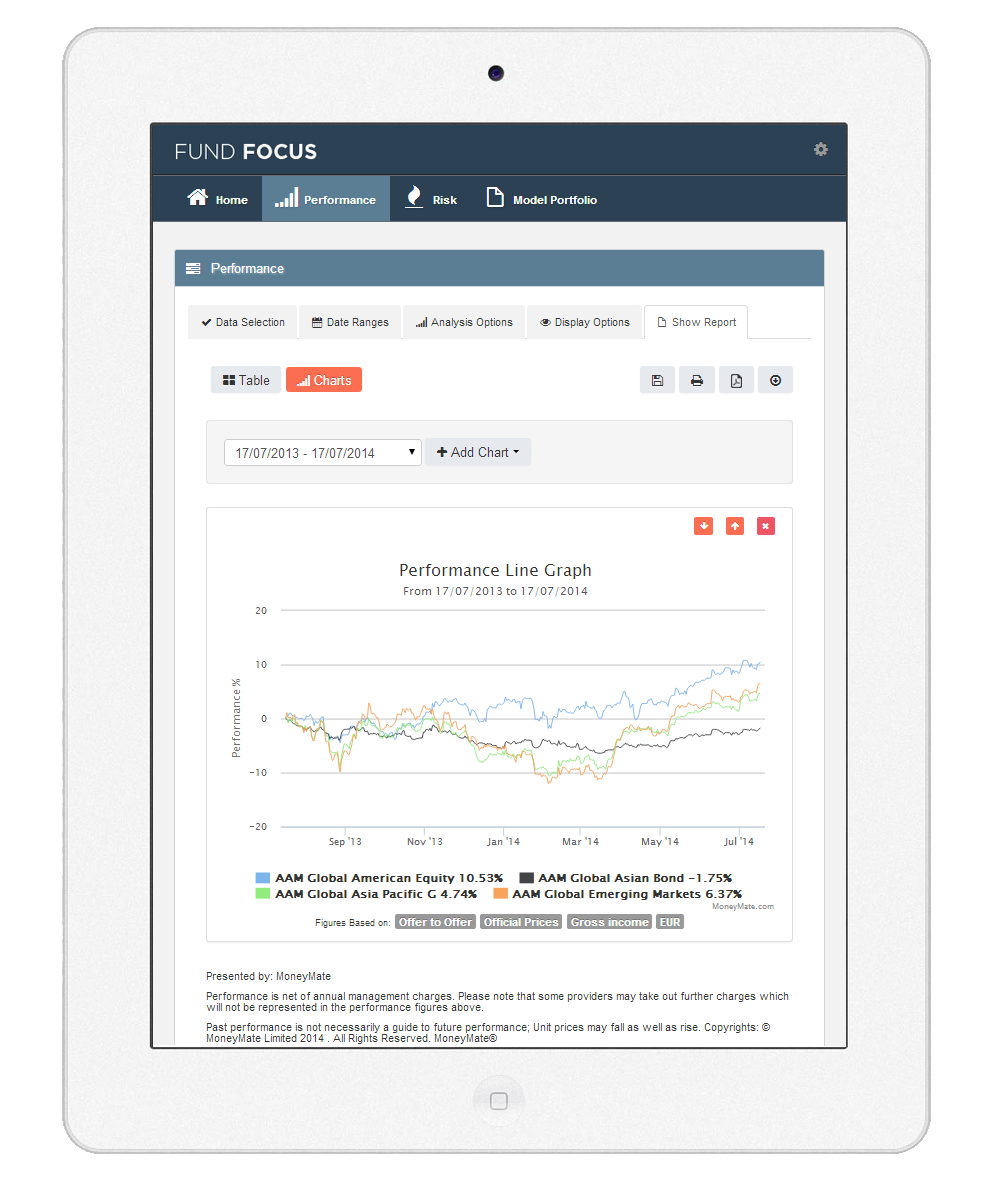 FUND FOCUS
Home Performance Risk Model Portfolio
Performance
Data Selection Date Ranges Analysis Options Display Options Show Report
Table Charts
17/07/2013 - 17/07/2014 Add Chart
Performance Line Graph
From 17/07/2013 to 17/07/2014
Performance %
20
10
0
-10
-20
Sep '13 Nov '13 Jan '14 Mar '14 May '14 Jul '14
AAM Global American Equity 10.53% AAM Global Asian Bond -1.75%
AAM Global Asia Pacific G 4.74% AAM Global Emerging Markets 6.37%
MoneyMate.com
Figures Based on: Offer to Offer Official Prices Gross income EUR
Presented by: MoneyMate
Performance is net of annual management charges. Please note that some providers may take out further charges which
will not be represented in the performance figures above.
Past performance is not necessarily a guide to future performance; Unit prices may fall as well as rise. Copyrights: ©
MoneyMate Limited 2014 . All Rights Reserved. MoneyMate®